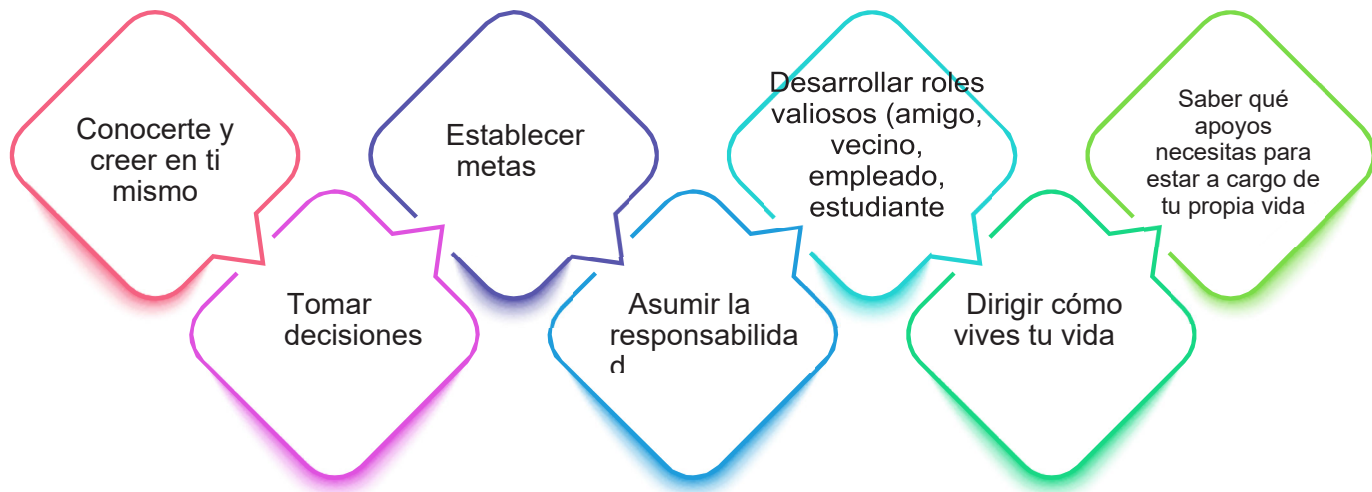 Conocerte y
creer en ti
mismo
Tomar
decisiones
Establecer
metas
Asumir la
responsabilida
d
Desarrollar roles
valiosos (amigo,
vecino,
empleado,
estudiante
Dirigir cómo
vives tu vida
Saber qué
apoyos
necesitas para
estar a cargo de
tu propia vida